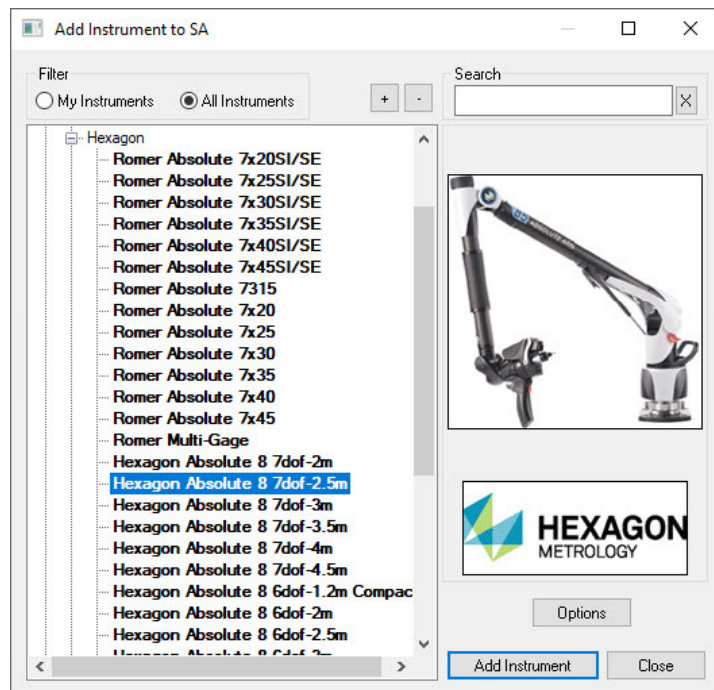 Add Instrument to SA
Filter
My Instruments
All Instruments
+
-
Search
X
Hexagon
Romer Absolute 7x20SI/SE
Romer Absolute 7x25SI/SE
Romer Absolute 7x30SI/SE
Romer Absolute 7x35SI/SE
Romer Absolute 7x40SI/SE
Romer Absolute 7x45SI/SE
Romer Absolute 7315
Romer Absolute 7x20
Romer Absolute 7x25
Romer Absolute 7x30
Romer Absolute 7x35
Romer Absolute 7x40
Romer Absolute 7x45
Romer Multi-Gage
Hexagon Absolute 8 7dof-2m
Hexagon Absolute 8 7dof-2.5m
Hexagon Absolute 8 7dof-3m
Hexagon Absolute 8 7dof-3.5m
Hexagon Absolute 8 7dof-4m
Hexagon Absolute 8 7dof-4.5m
Hexagon Absolute 8 6dof-1.2m Compac
Hexagon Absolute 8 6dof-2m
Hexagon Absolute 8 6dof-2.5m
ABSOLUTE ARM
HEXAGON
METROLOGY
Options
Add Instrument
Close